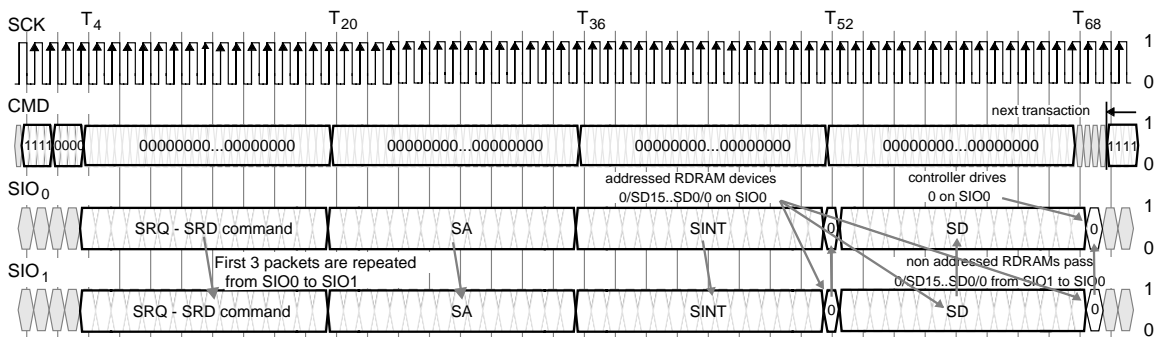 SCK T4 T20 T36 T52 T68 1
0
CMD next transaction 1
1111 0000 00000000...00000000 00000000...00000000 00000000...00000000 00000000...00000000 1111
0
SIO0 addressed RDRAM devices controller drives 1
0/SD15..SD0/0 on SIO0 0 on SIO0
SRQ - SRD command SA SINT 0 SD 0
0
SIO1 First 3 packets are repeated non addressed RDRAMs pass 1
from SIO0 to SIO1 0/SD15..SD0/0 from SIO1 to SIO0
SRQ - SRD command SA SINT 0 SD 0
0